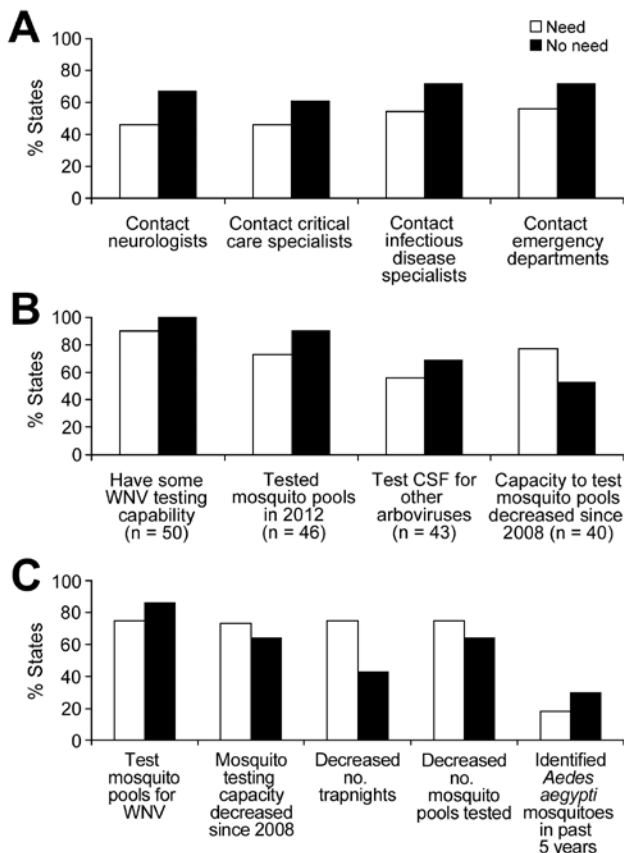 A
Need
No need
100
80
60
40
20
0
% States
Contact
neurologists
Contact critical
care specialists
Contact
infectious
disease
specialists
Contact
emergency
departments
B
100
80
60
40
20
0
% States
Have some
WNV testing
capability
(n = 50)
Tested
mosquito pools
in 2012
(n = 46)
Test CSF for
other
arboviruses
(n = 43)
Capacity to test
mosquito pools
decreased since
2008 (n = 40)
C
100
80
60
40
20
0
% States
Test
mosquito
pools for
WNV
Mosquito
testing
capacity
decreased
since 2008
Decreased
no.
trapnights
Decreased
no.
mosquito
pools tested
Identified
Aedes
aegypti
mosquitoes
in past
5 years